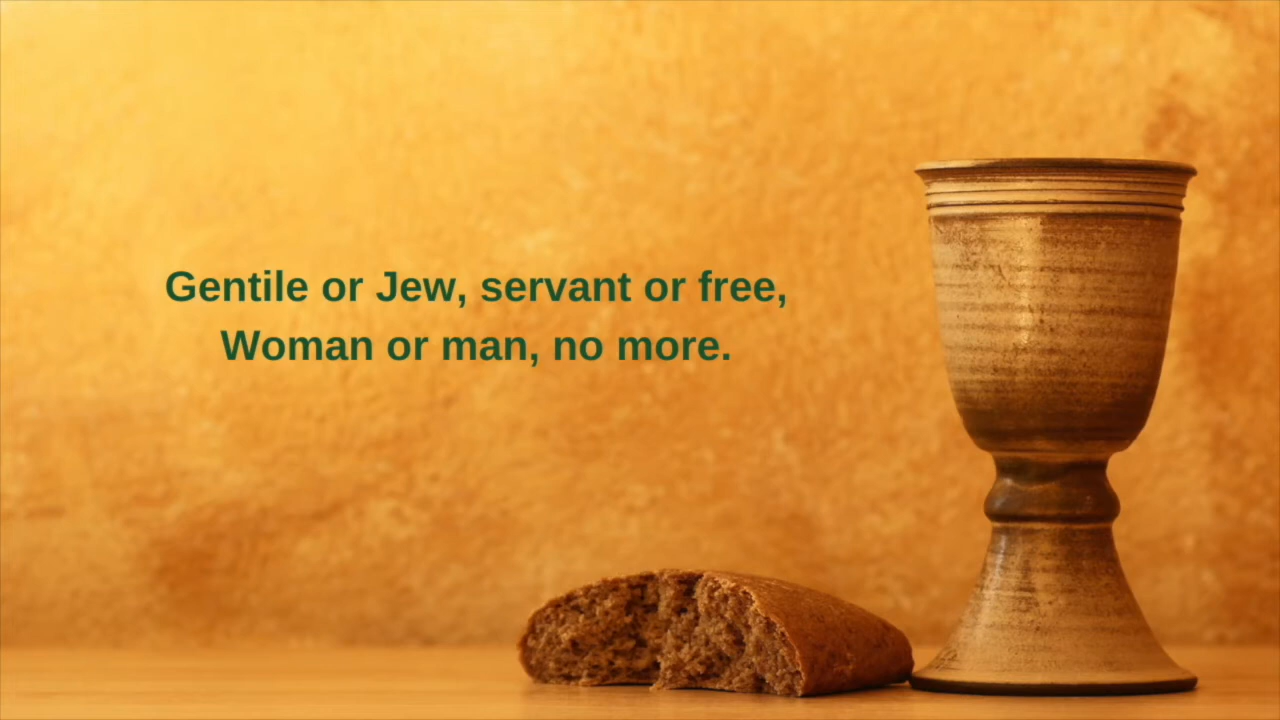 Gentile or Jew, servant or free,
Woman or man, no more.